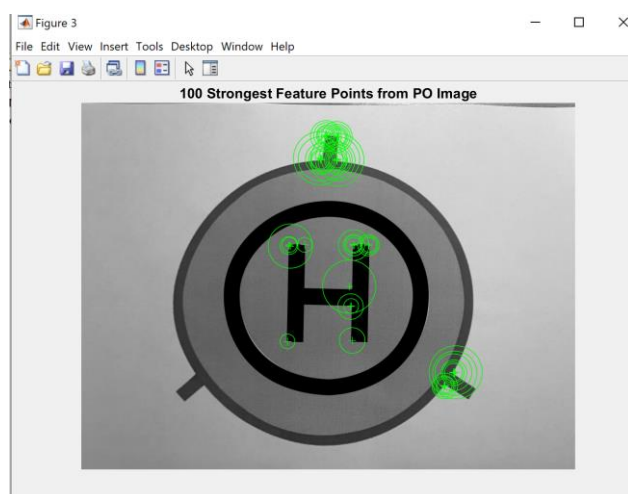 Figure 3
File Edit View Insert Tools Desktop Window Help
100 Strongest Feature Points from PO Image
H